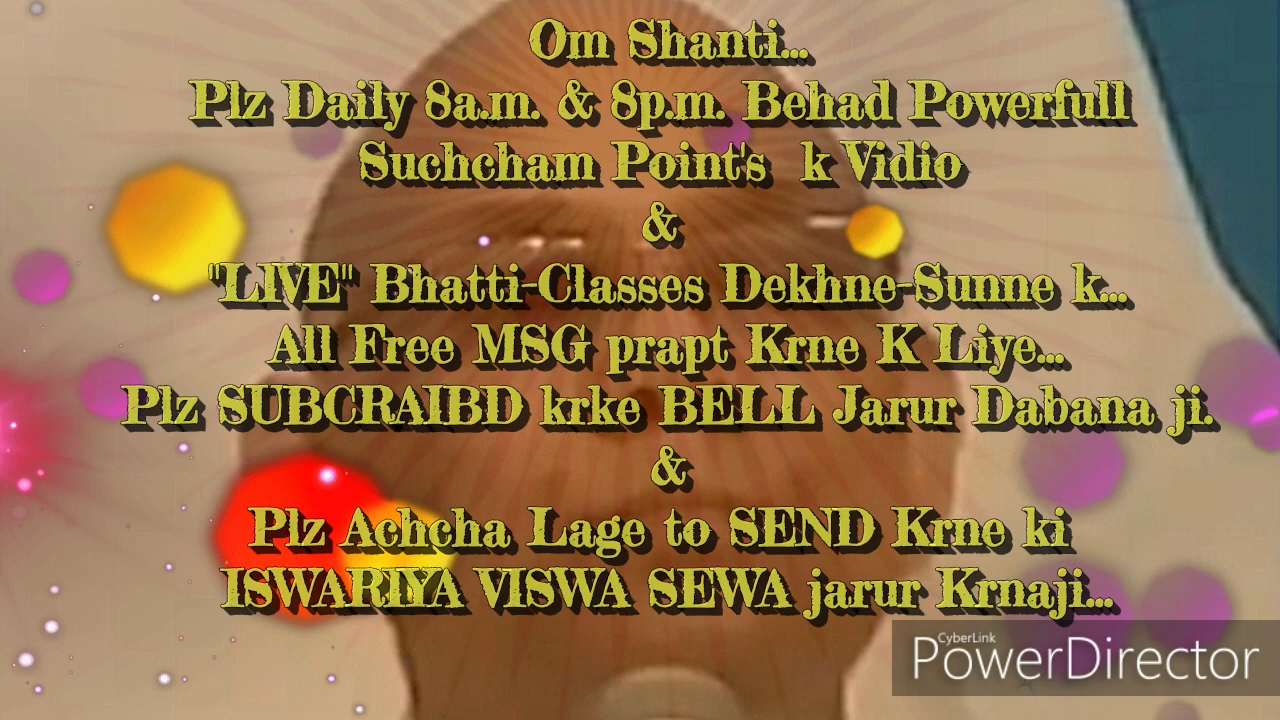 Om Shanti...
Plz Daily 8a.m. & 8p.m. Behad Powerfull
Suchcham Point's k Vidio
&
"LIVE" Bhatti-Classes Dekhne-Sunne k...
All Free MSG prapt Krne K Liye...
Plz SUBCRAIBD krke BELL Jarur Dabana ji.
&
Plz Achcha Lage to SEND Krne ki
ISWARIYA VISWA SEWA jarur Krnaji...
CyberLink
PowerDirector